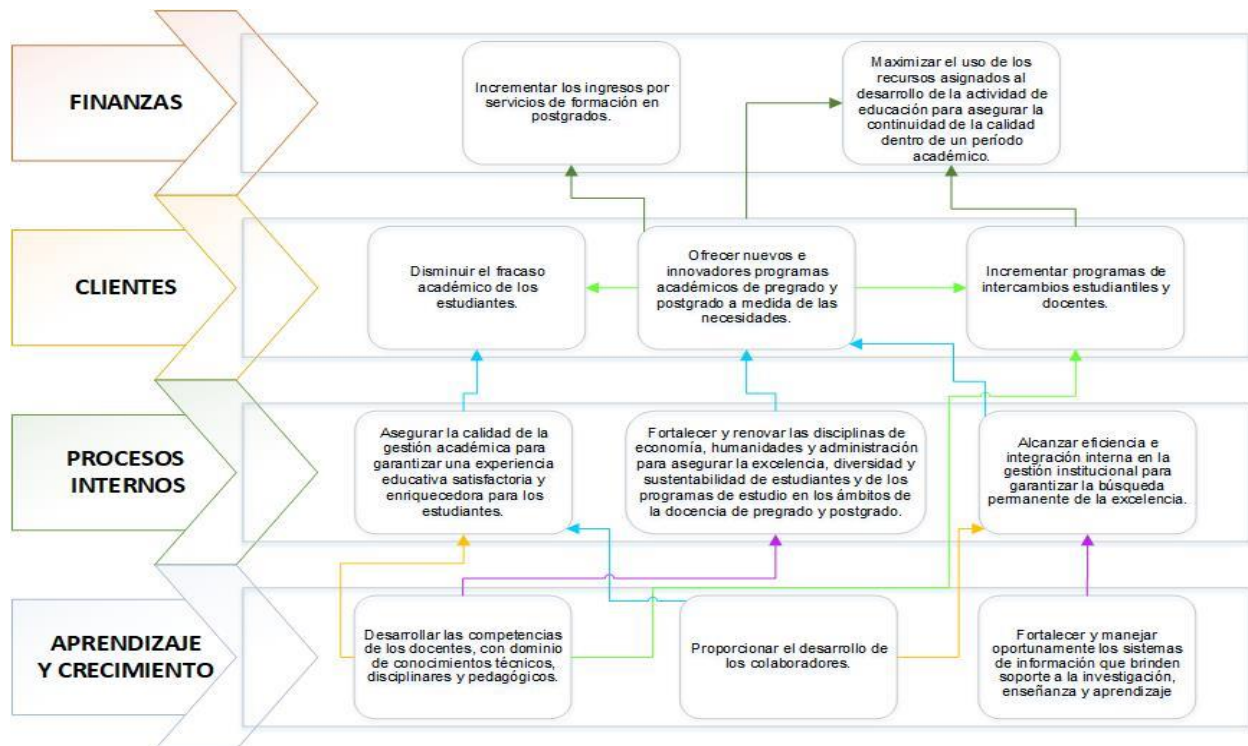 FINANZAS
Incrementar los ingresos por
servicios de formación en
postgrados.
Maximizar el uso de los
recursos asignados al
desarrollo de la actividad de
educación para asegurar la
continuidad de la calidad
dentro de un período
académico.
CLIENTES
Disminuir el fracaso
académico de los
estudiantes.
Ofrecer nuevos e
innovadores programas
académicos de pregrado y
postgrado a medida de las
necesidades.
Incrementar programas de
intercambios estudiantiles y
docentes.
PROCESOS
INTERNOS
Asegurar la calidad de la
gestión académica para
garantizar una experiencia
educativa satisfactoria y
enriquecedora para los
estudiantes.
Fortalecer y renovar las disciplinas de
economía, humanidades y administración
para asegurar la excelencia, diversidad y
sustentabilidad de estudiantes y de los
programas de estudio en los ámbitos de
la docencia de pregrado y postgrado.
Alcanzar eficiencia e
integración interna en la
gestión institucional para
garantizar la búsqueda
permanente de la excelencia.
APRENDIZAJE
Y CRECIMIENTO
Desarrollar las competencias
de los docentes, con dominio
de conocimientos técnicos,
disciplinares y pedagógicos.
Proporcionar el desarrollo de
los colaboradores.
Fortalecer y manejar
oportunamente los sistemas
de información que brinden
soporte a la investigación,
enseñanza y aprendizaje